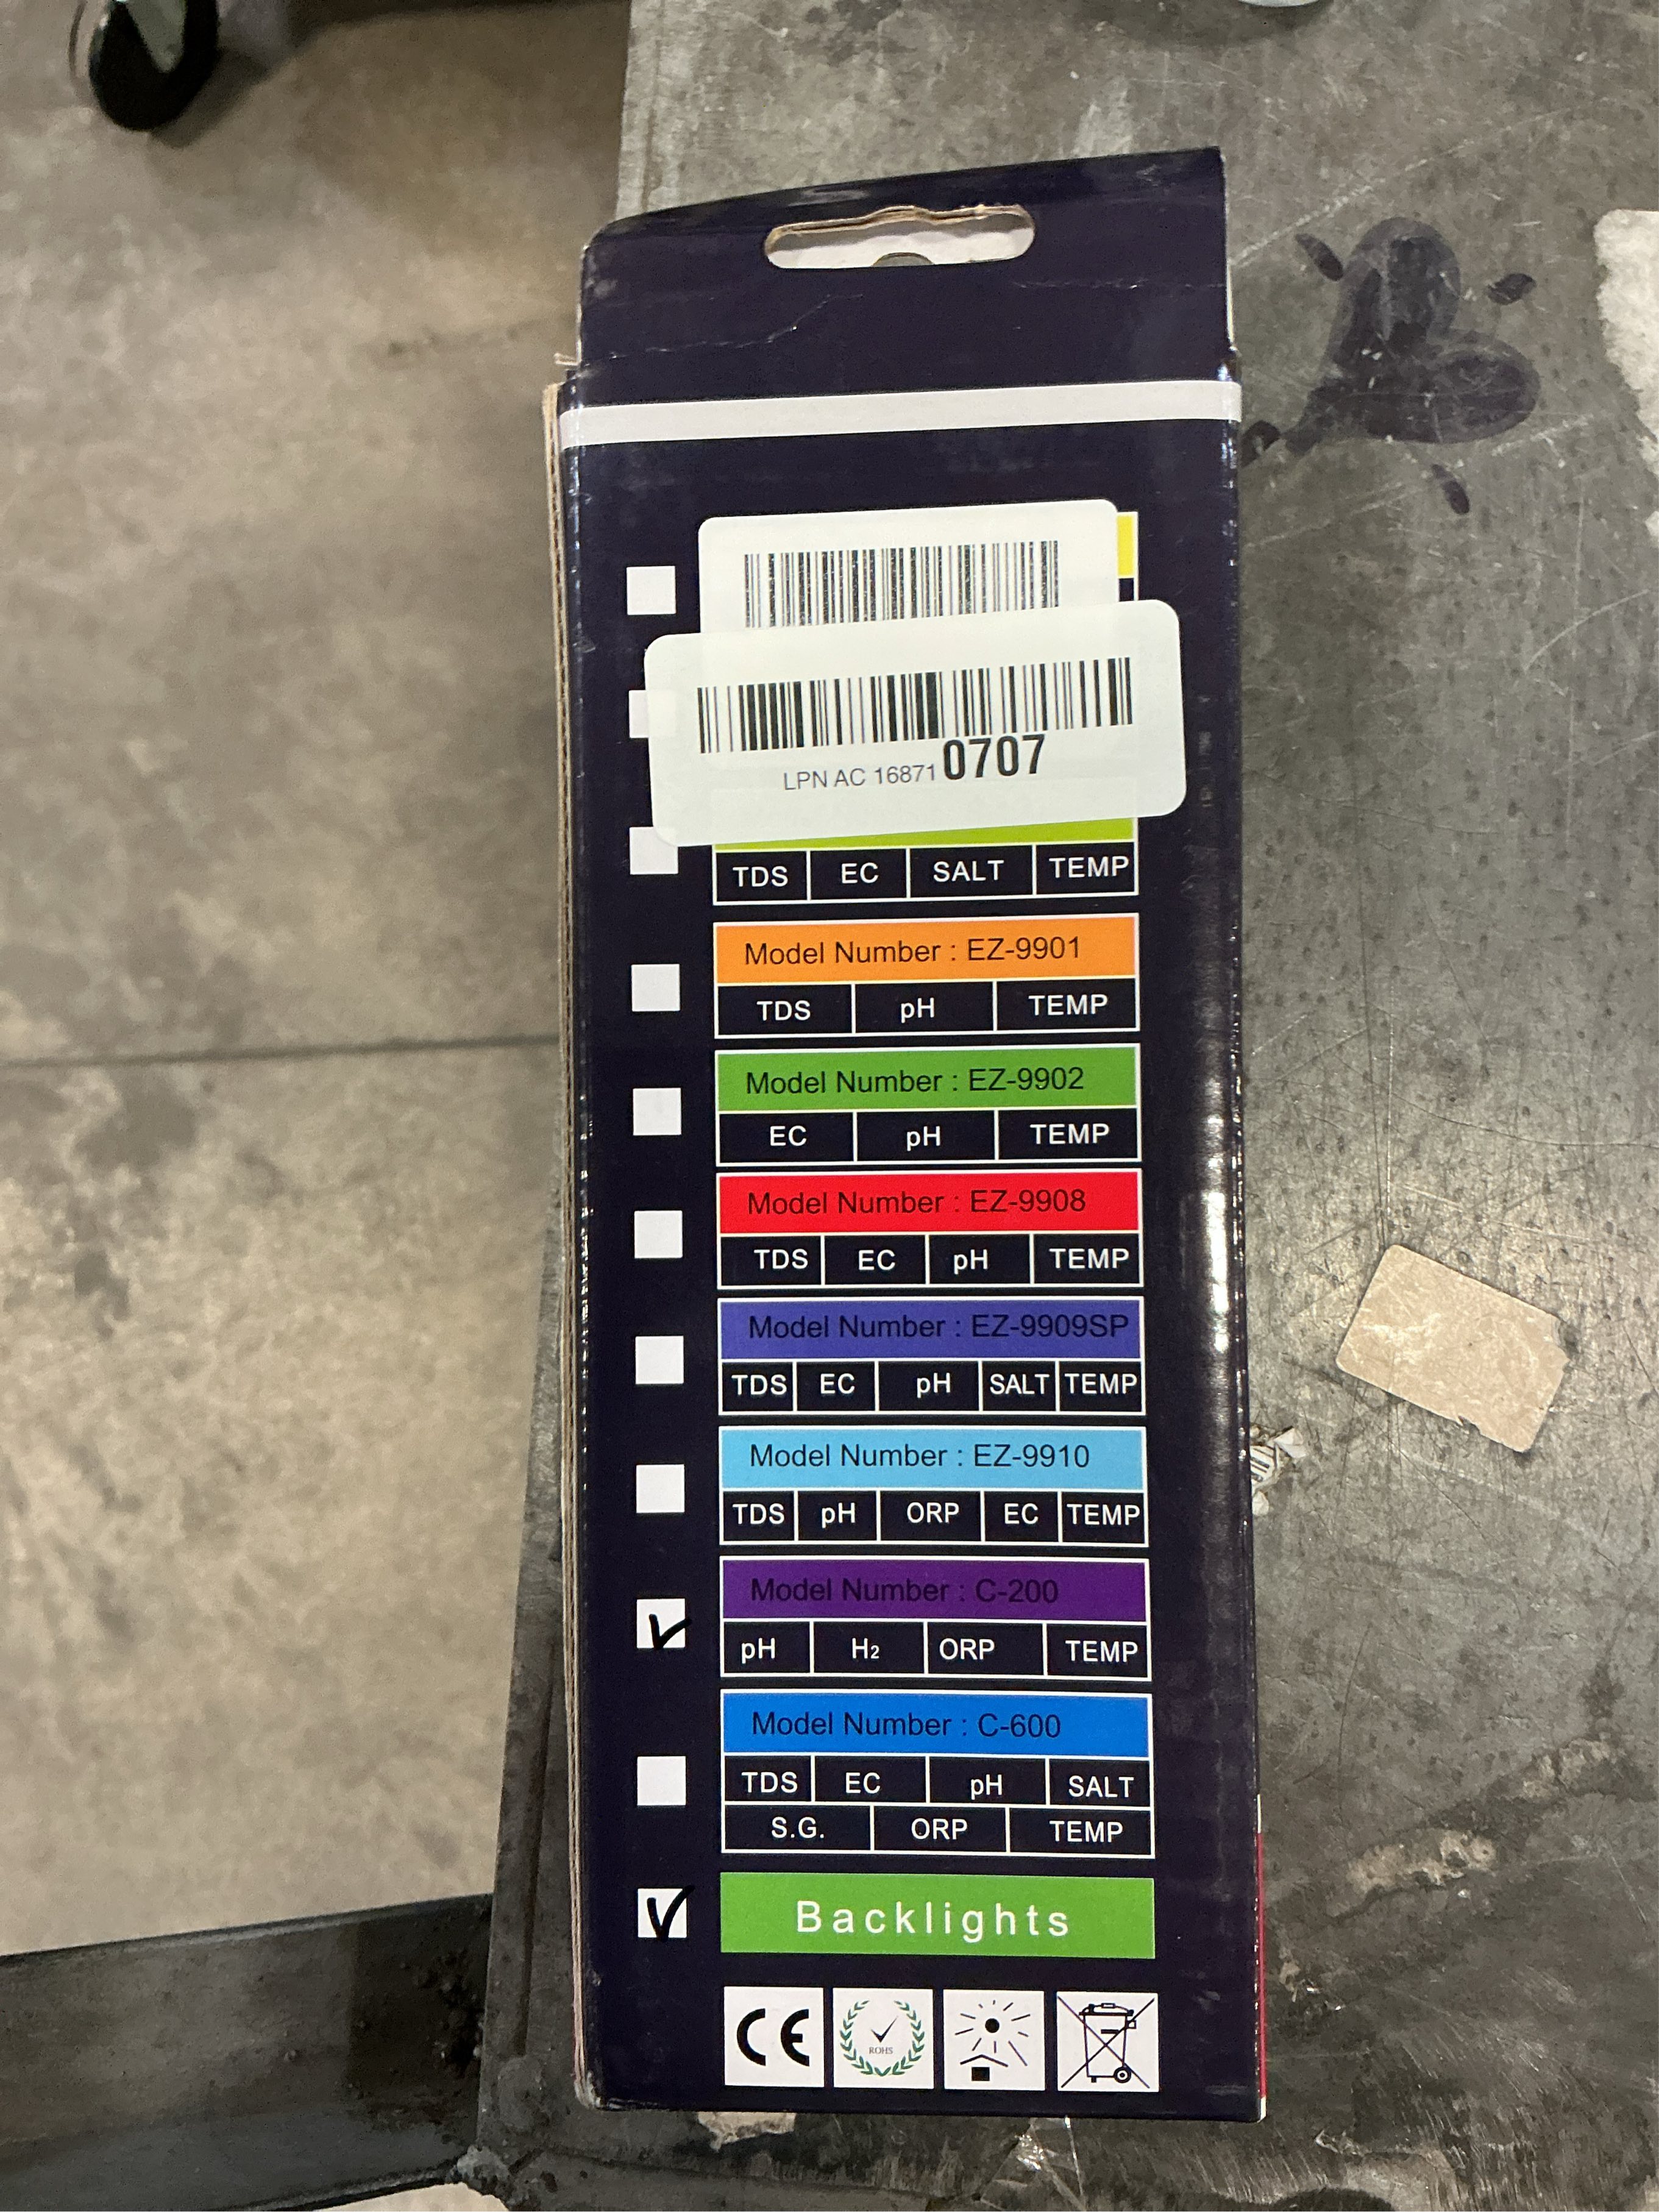 LPN AC 168710707
TDS EC SALT TEMP
Model Number : EZ-9901
TDS pH TEMP
Model Number : EZ-9902
EC pH TEMP
Model Number : EZ-9908
TDS EC pH TEMP
Model Number : EZ-9909SP
TDS EC pH SALT TEMP
Model Number : EZ-9910
TDS pH ORP EC TEMP
Model Number : C-200
pH H2 ORP TEMP
Model Number : C-600
TDS EC pH SALT
S.G. ORP TEMP
Backlights
CE ROHS